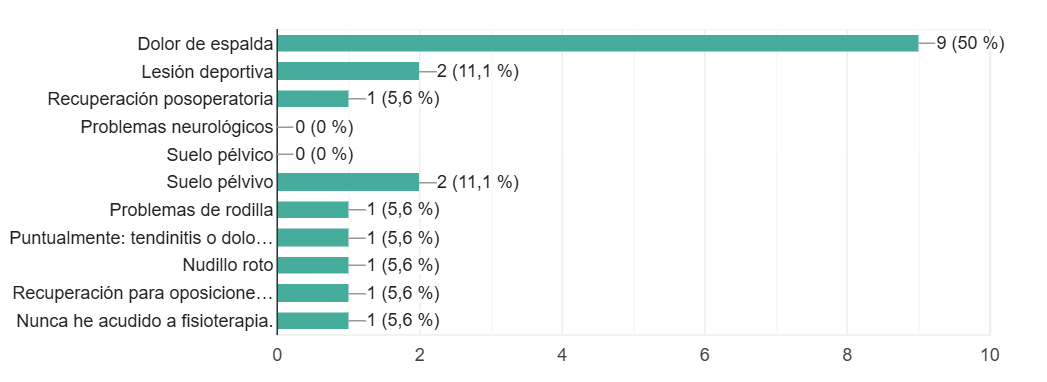 Dolor de espalda 9 (50 %)
Lesión deportiva 2 (11,1 %)
Recuperación posoperatoria 1 (5,6 %)
Problemas neurológicos 0 (0 %)
Suelo pélvico 0 (0 %)
Suelo pélvivo 2 (11,1 %)
Problemas de rodilla 1 (5,6 %)
Puntualmente: tendinitis o dolo… 1 (5,6 %)
Nudillo roto 1 (5,6 %)
Recuperación para oposicione… 1 (5,6 %)
Nunca he acudido a fisioterapia. 1 (5,6 %)
0 2 4 6 8 10